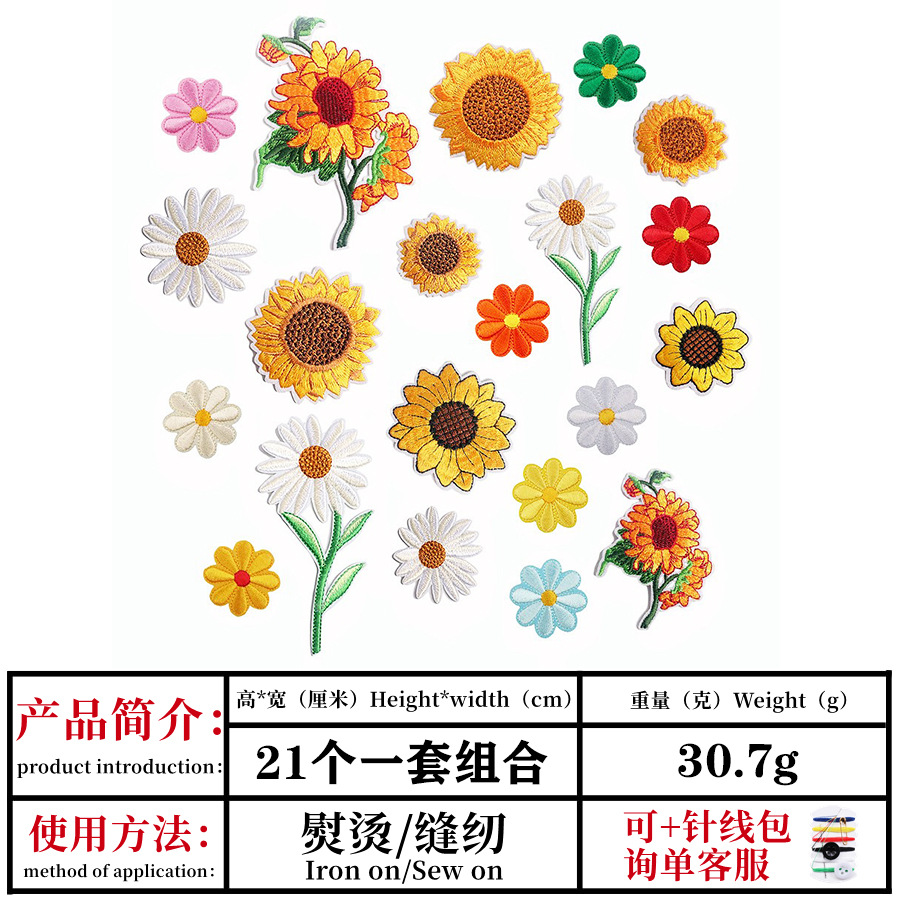 产品简介：
product introduction：
高*宽（厘米）Height*width（cm）
重量（克）Weight（g）
21个一套组合
30.7g
使用方法：
method of application：
熨烫/缝纫
Iron on/Sew on
可+针线包
询单客服